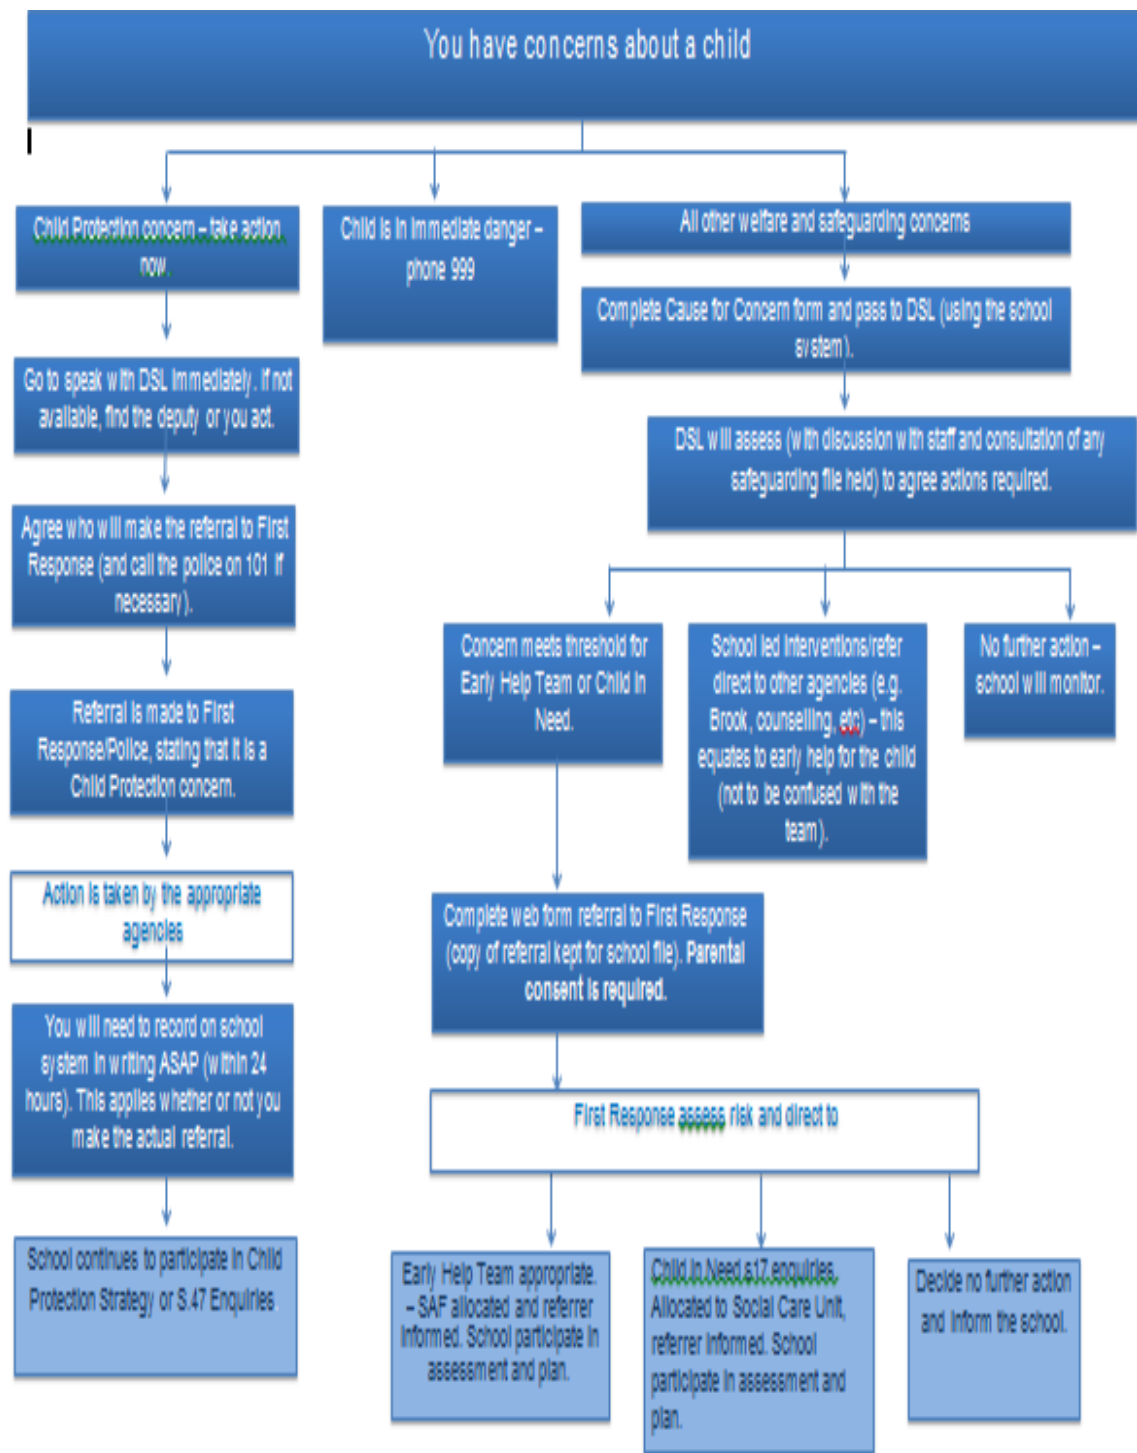 You have concerns about a child
Child Protection concern – take action
now.
Child is in immediate danger –
phone 999
All other welfare and safeguarding concerns
Complete Cause for Concern form and pass to DSL (using the school
system).
Go to speak with DSL immediately. If not
available, find the deputy or you act.
DSL will assess (with discussion with staff and consultation of any
safeguarding file held) to agree actions required.
Agree who will make the referral to First
Response (and call the police on 101 if
necessary).
Concern meets threshold for
Early Help Team or Child in
Need.
School led interventions/refer
direct to other agencies (e.g.
Brook, counselling, etc) – this
equates to early help for the child
(not to be confused with the
team).
No further action –
school will monitor.
Referral is made to First
Response/Police, stating that it is a
Child Protection concern.
Action is taken by the appropriate
agencies
Complete web form referral to First Response
(copy of referral kept for school file). Parental
consent is required.
You will need to record on school
system in writing ASAP (within 24
hours). This applies whether or not you
make the actual referral.
First Response assess risk and direct to
School continues to participate in Child
Protection Strategy or S.47 Enquiries
Early Help Team appropriate.
– SAF allocated and referrer
informed. School participate in
assessment and plan.
Child in Need s17 enquiries.
Allocated to Social Care Unit,
referrer informed. School
participate in assessment and
plan.
Decide no further action
and inform the school.